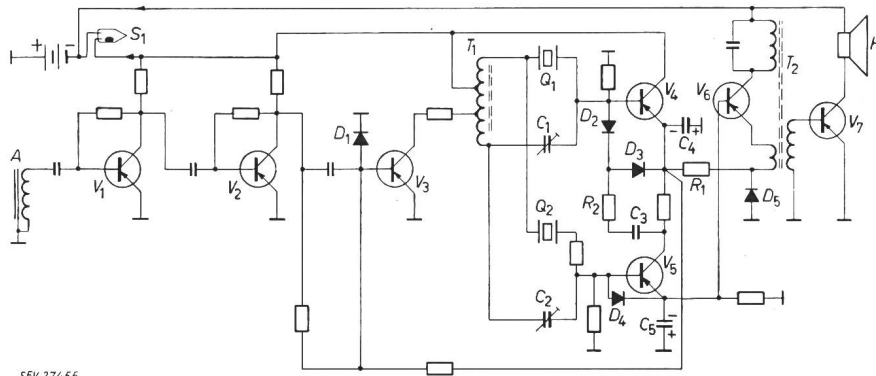 + -
S1
T1
Q1
V4
V6
T2
H
C1
D2
- +
C4
V7
A
D1
D3
V1
V2
V3
R1
D5
Q2
R2
C3
V5
C2
D4
C5
-
+
SEV 27456